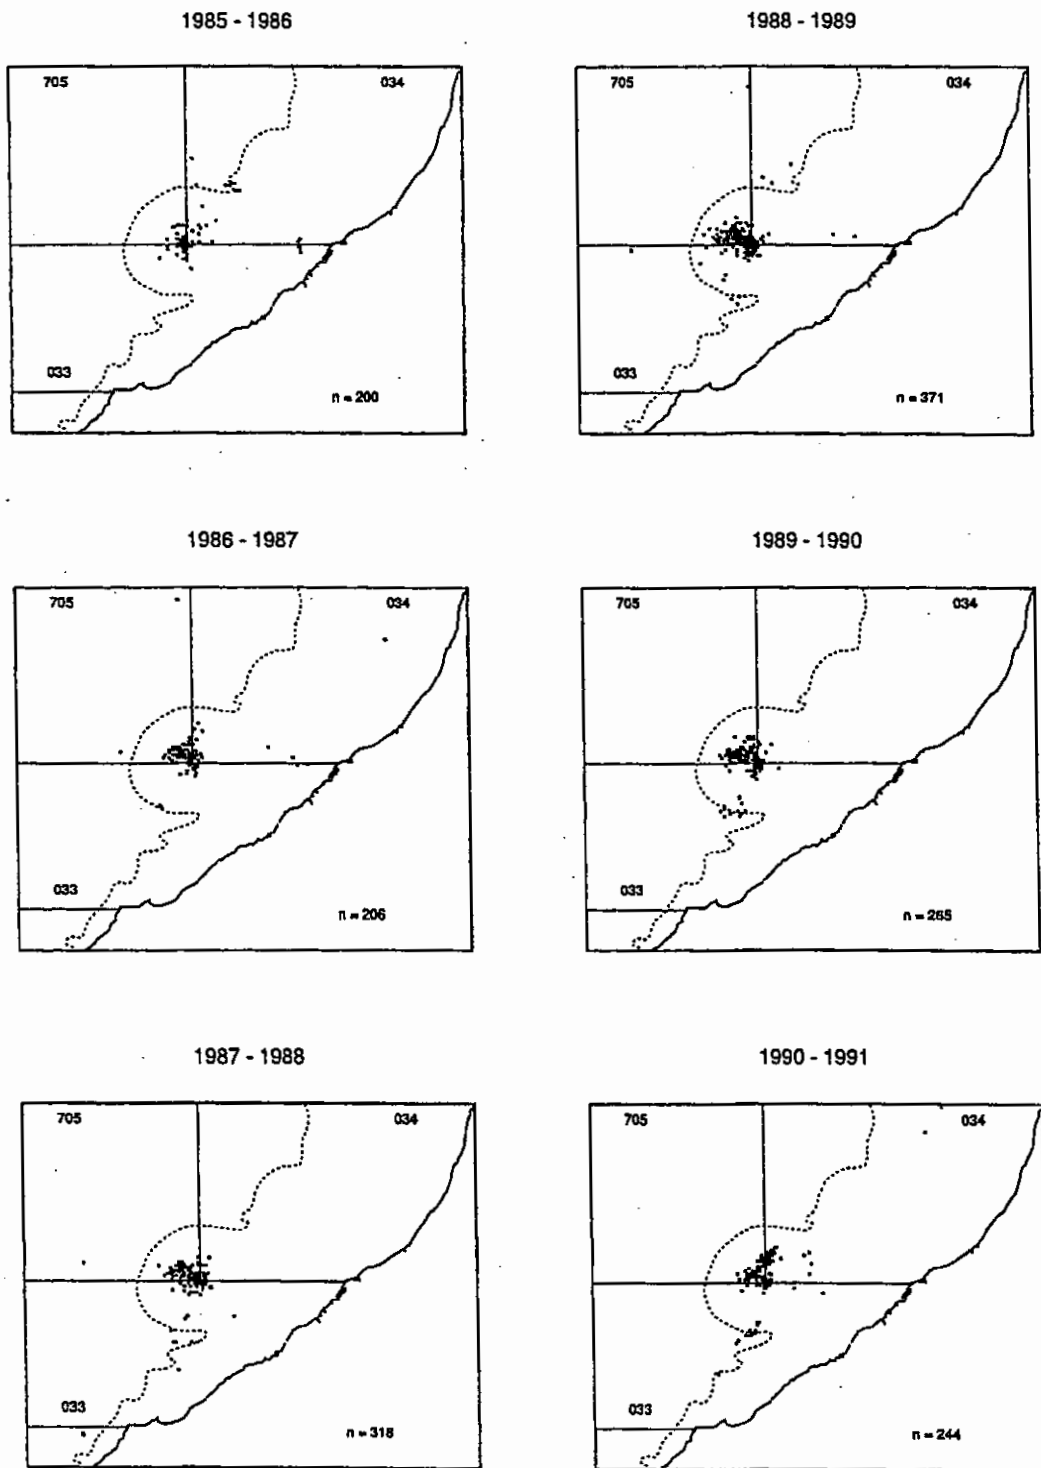 1985 - 1986
705
034
033
n = 200
1988 - 1989
705
034
033
n = 371
1986 - 1987
705
034
033
n = 206
1989 - 1990
705
034
033
n = 265
1987 - 1988
705
034
033
n = 318
1990 - 1991
705
034
033
n = 244